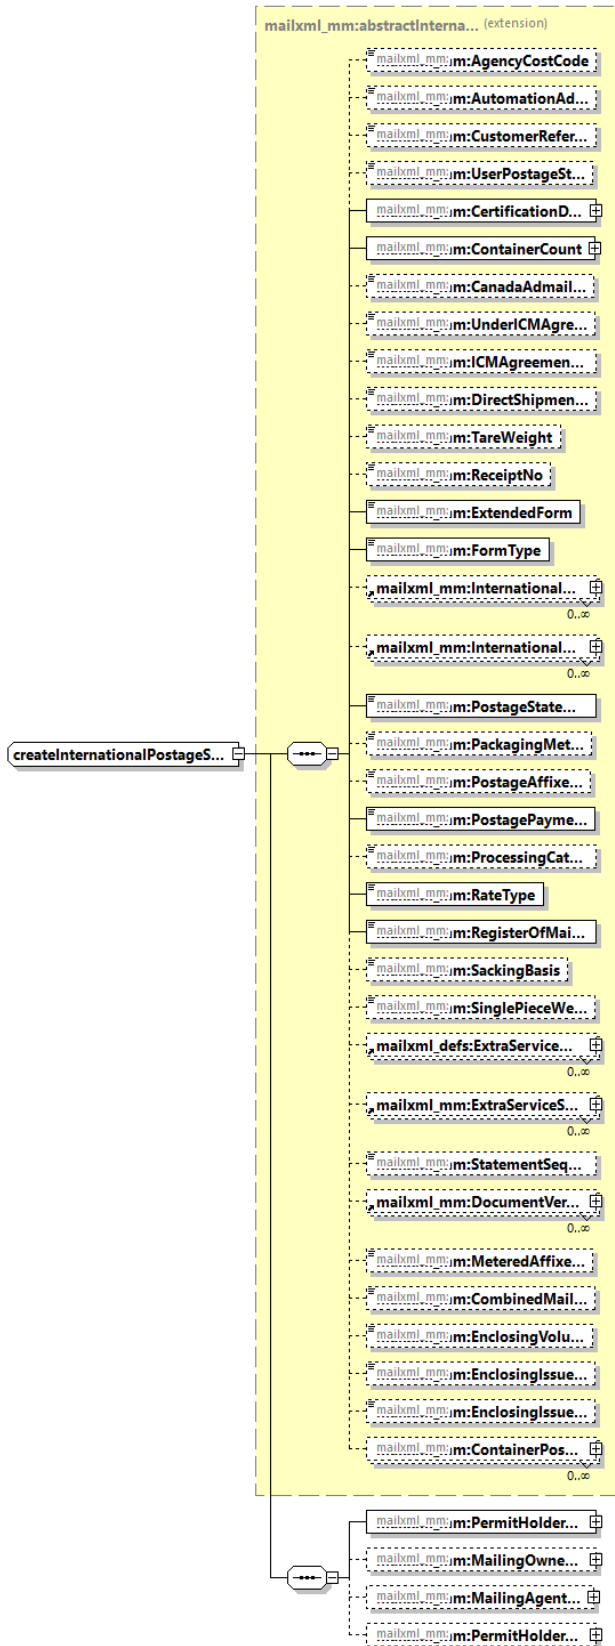 mailxml_mm:abstractInterna... (extension)
mailxml_mm:m:AgencyCostCode
mailxml_mm:m:AutomationAd...
mailxml_mm:m:CustomerRefer...
mailxml_mm:m:UserPostageSt...
mailxml_mm:m:CertificationD...
mailxml_mm:m:ContainerCount
mailxml_mm:m:CanadaAdmail...
mailxml_mm:m:UnderICMAgre...
mailxml_mm:m:ICMAgreemen...
mailxml_mm:m:DirectShipmen...
mailxml_mm:m:TareWeight
mailxml_mm:m:ReceiptNo
mailxml_mm:m:ExtendedForm
mailxml_mm:m:FormType
mailxml_mm:International...
0..∞
mailxml_mm:International...
0..∞
mailxml_mm:m:PostageState...
createInternationalPostageS...
mailxml_mm:m:PackagingMet...
mailxml_mm:m:PostageAffixe...
mailxml_mm:m:PostagePayme...
mailxml_mm:m:ProcessingCat...
mailxml_mm:m:RateType
mailxml_mm:m:RegisterOfMai...
mailxml_mm:m:SackingBasis
mailxml_mm:m:SinglePieceWe...
mailxml_defs:ExtraService...
0..∞
mailxml_mm:ExtraServiceS...
0..∞
mailxml_mm:m:StatementSeq...
mailxml_mm:DocumentVer...
0..∞
mailxml_mm:m:MeteredAffixe...
mailxml_mm:m:CombinedMail...
mailxml_mm:m:EnclosingVolu...
mailxml_mm:m:EnclosingIssue...
mailxml_mm:m:EnclosingIssue...
mailxml_mm:m:ContainerPos...
0..∞
mailxml_mm:m:PermitHolder...
mailxml_mm:m:MailingOwne...
mailxml_mm:m:MailingAgent...
mailxml_mm:m:PermitHolder...